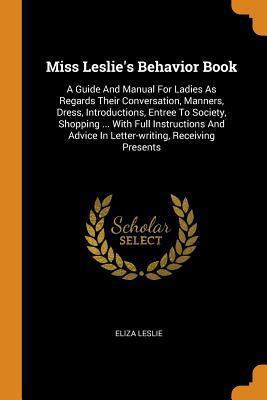 Miss Leslie's Behavior Book
A Guide And Manual For Ladies As
Regards Their Conversation, Manners,
Dress, Introductions, Entree To Society,
Shopping ... With Full Instructions And
Advice In Letter-writing, Receiving
Presents
Scholar
SELECT
ELIZA LESLIE